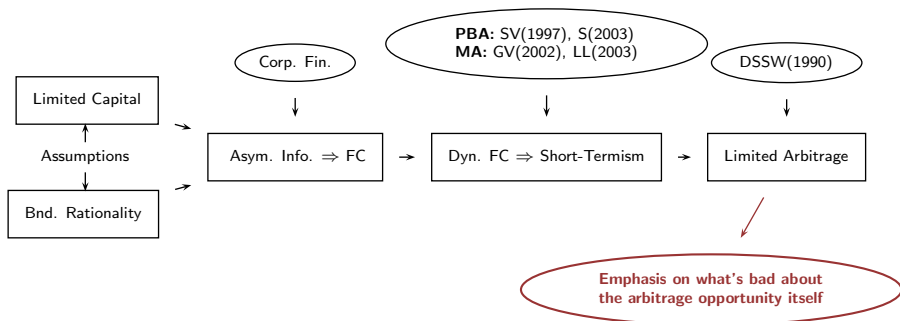 PBA: SV(1997), S(2003)
MA: GV(2002), LL(2003)
Corp. Fin.
DSSW(1990)
Limited Capital
Assumptions
Asym. Info. ⇒ FC
Dyn. FC ⇒ Short-Termism
Limited Arbitrage
Bnd. Rationality
Emphasis on what's bad about
the arbitrage opportunity itself